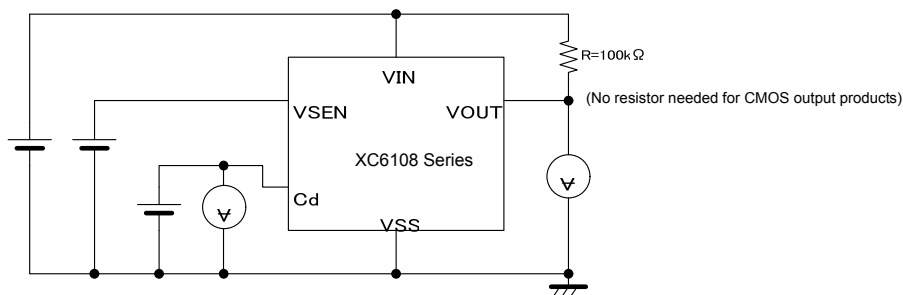 R=100kΩ
VIN
(No resistor needed for CMOS output products)
VSEN VOUT
XC6108 Series
Cd
VSS
V
V